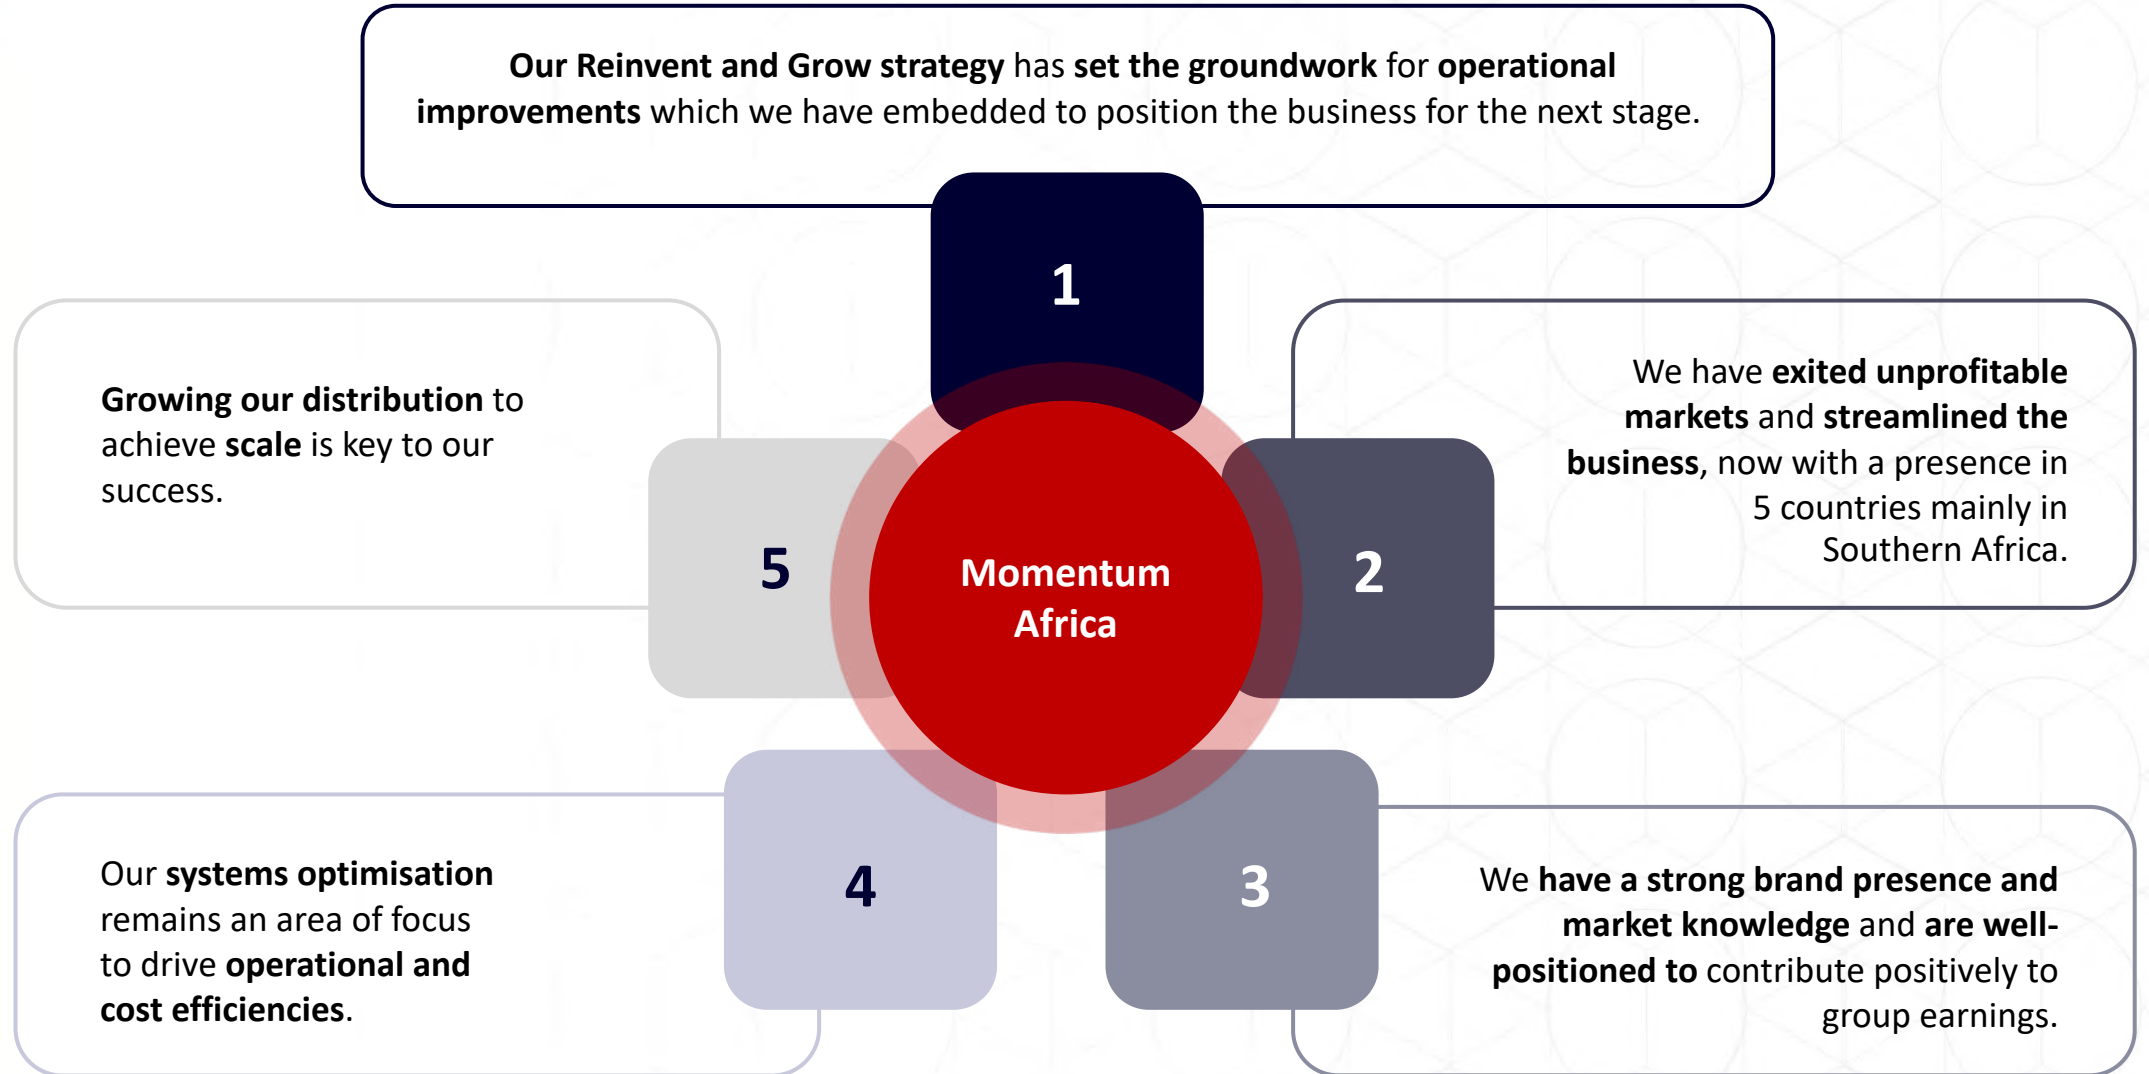 Our Reinvent and Grow strategy has set the groundwork for operational
improvements which we have embedded to position the business for the next stage.
1
We have exited unprofitable
markets and streamlined the
business, now with a presence in
5 countries mainly in
Southern Africa.
2
We have a strong brand presence and
market knowledge and are well-
positioned to contribute positively to
group earnings.
3
Our systems optimisation
remains an area of focus
to drive operational and
cost efficiencies.
4
Growing our distribution to
achieve scale is key to our
success.
5
Momentum
Africa